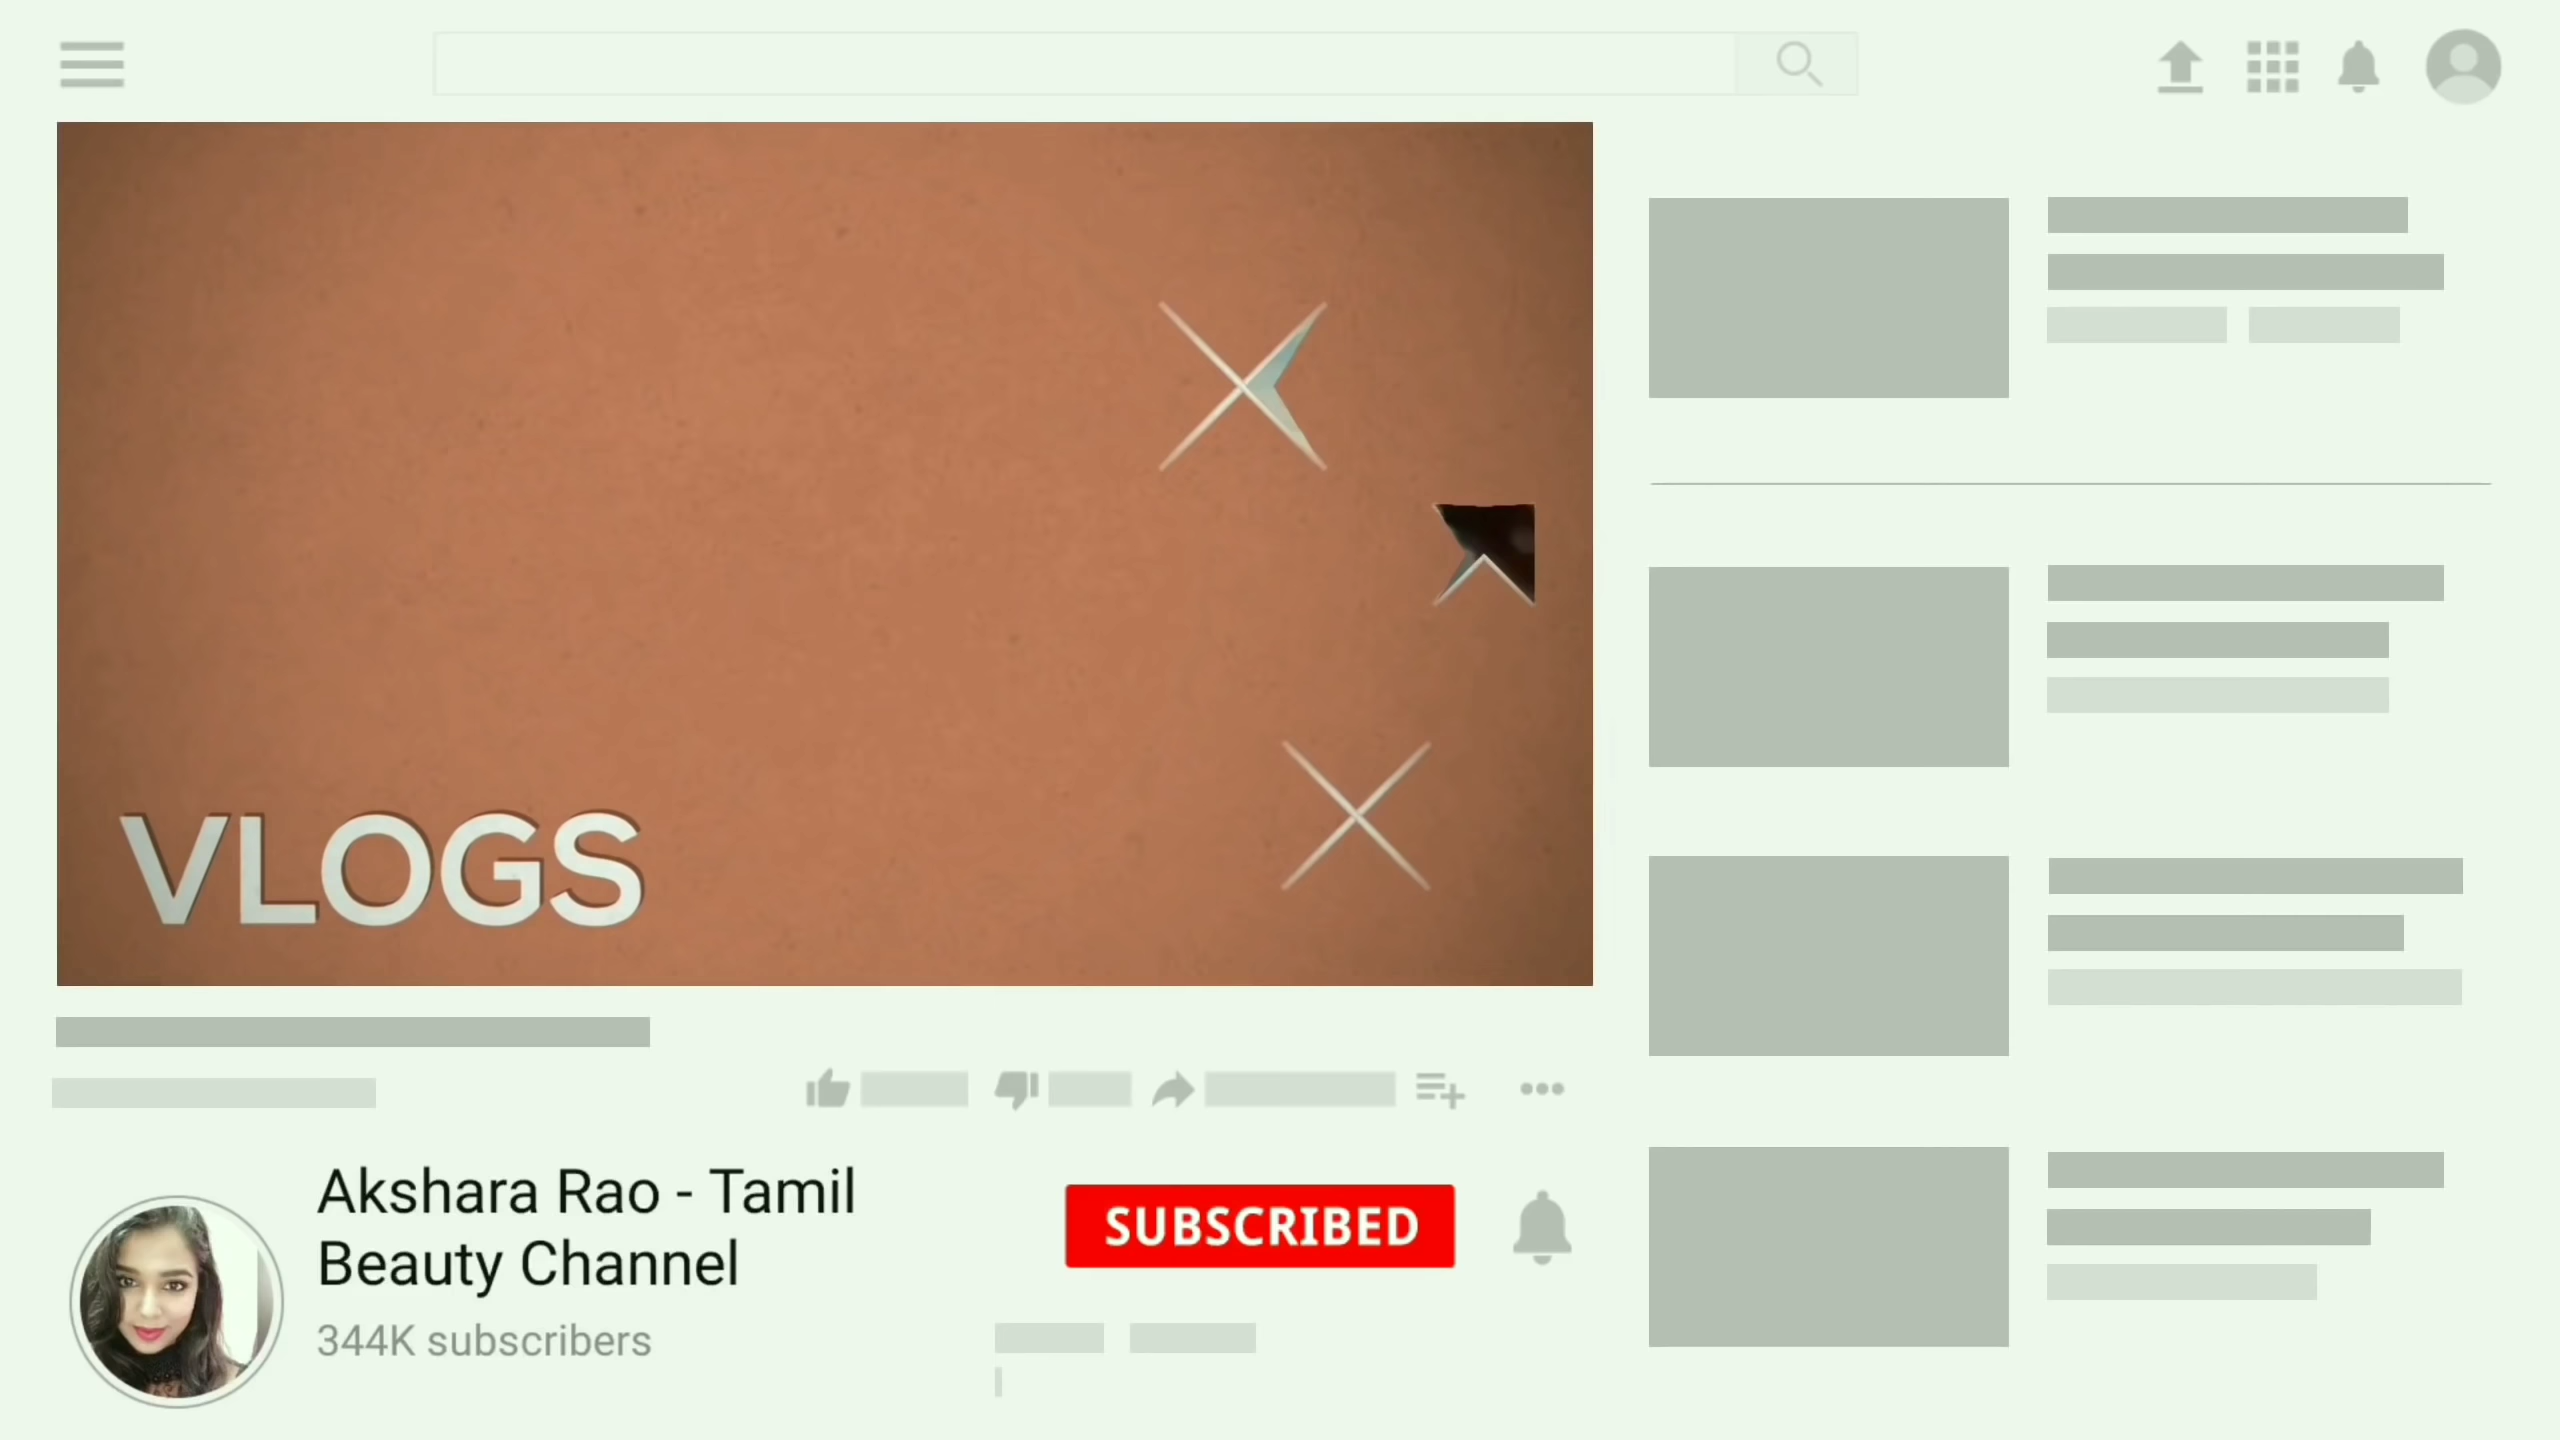 VLOGS
Akshara Rao - Tamil
Beauty Channel
344K subscribers
SUBSCRIBED